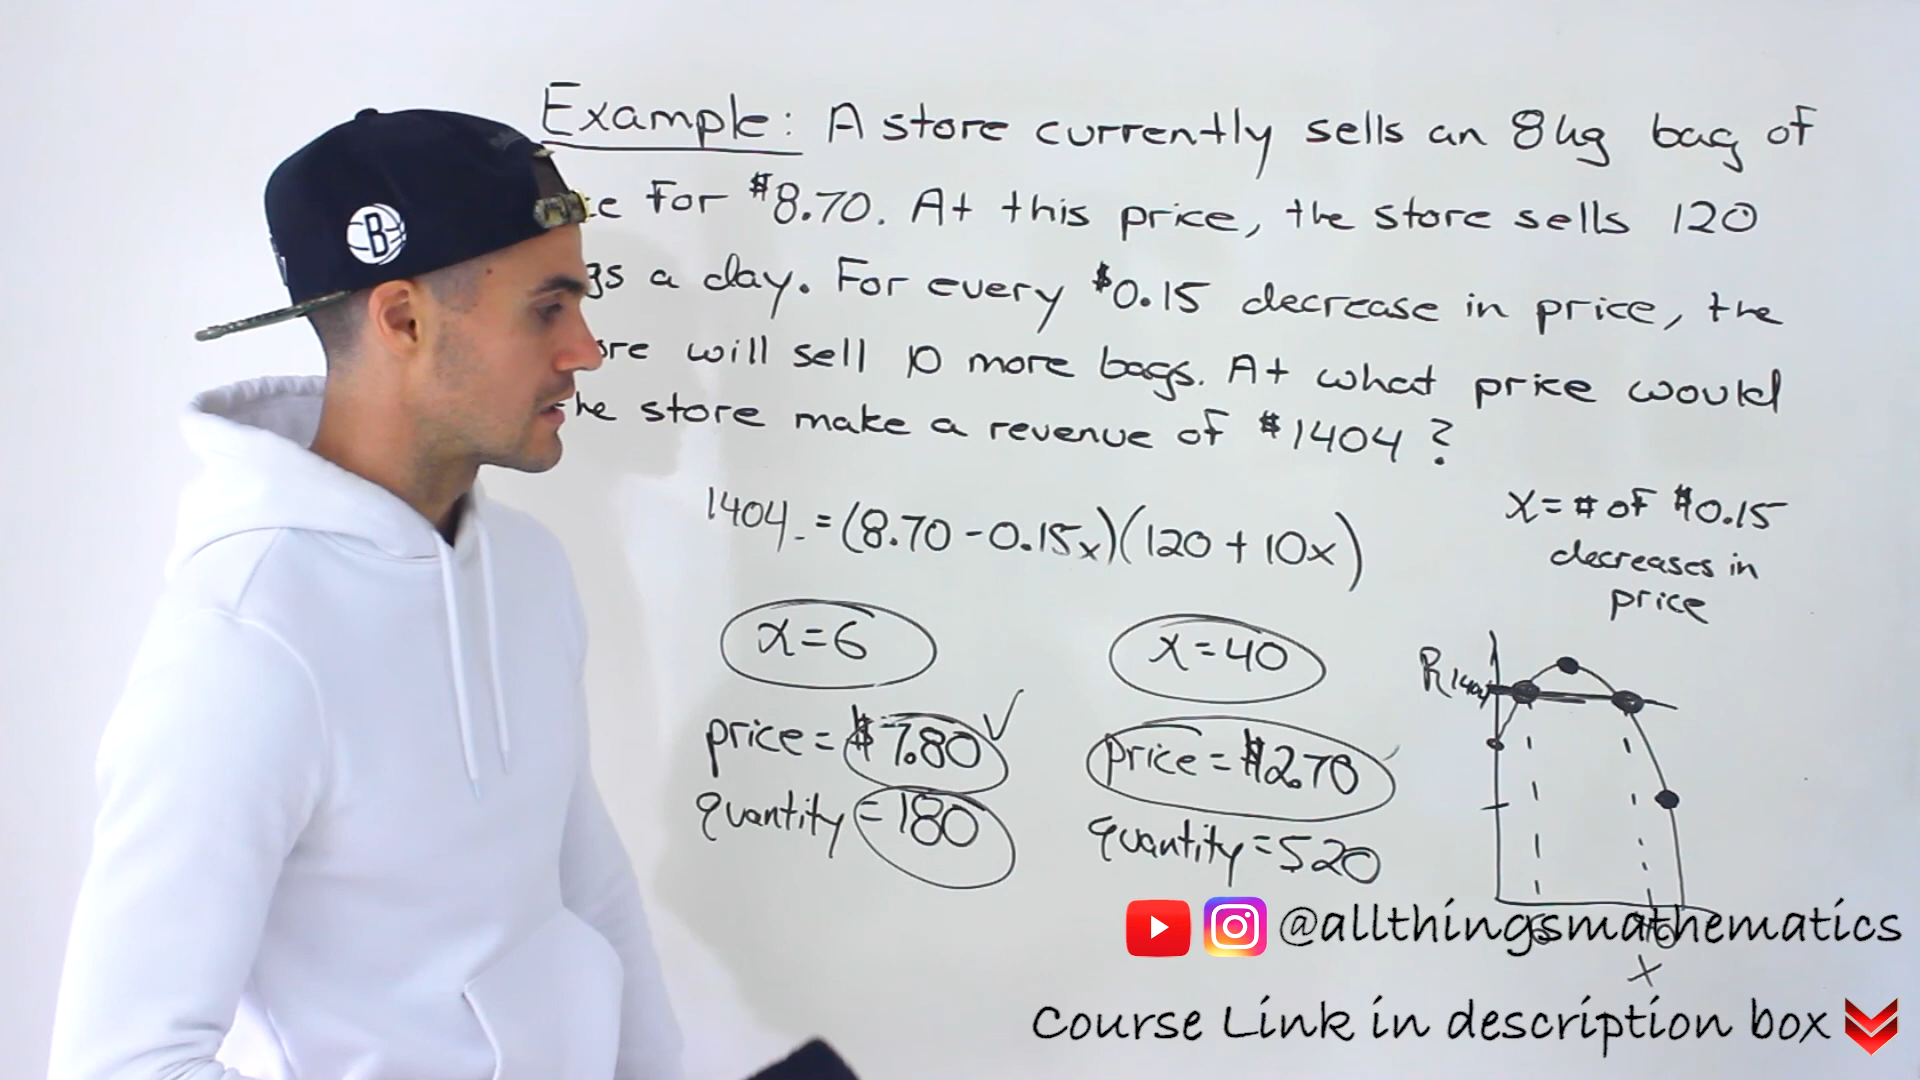 Example: A store currently sells an 8kg bag of
for $8.70. At this price, the store sells 120
a day. For every $0.15 decrease in price, the
will sell 10 more bags. At what price would
store make a revenue of $1404?
1404 = (8.70 - 0.15x)(120 + 10x)
x = # of $0.15
decreases in
price
x=6
x=40
R 1404
price = $7.80 ✓
price = $2.70
quantity = 180
quantity = 520
@allthingsmathematics
x
Course Link in description box
B